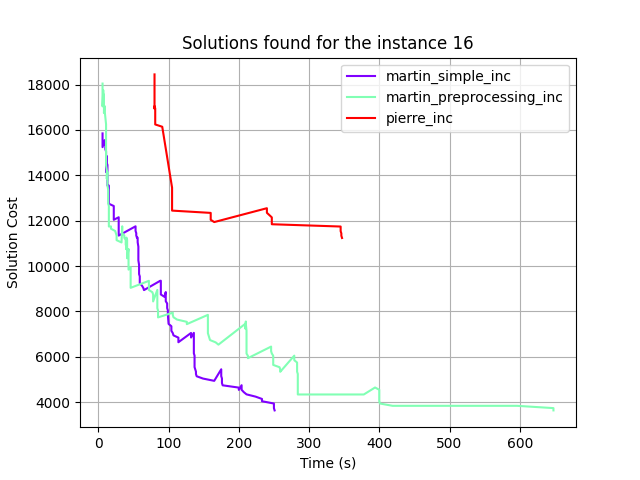 Solutions found for the instance 16
martin_simple_inc
martin_preprocessing_inc
pierre_inc
Solution Cost
18000
16000
14000
12000
10000
8000
6000
4000
0 100 200 300 400 500 600
Time (s)